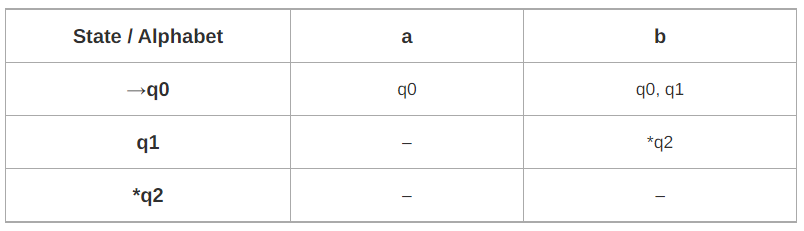 State / Alphabet a b
→q0 q0 q0, q1
q1 – *q2
*q2 – –